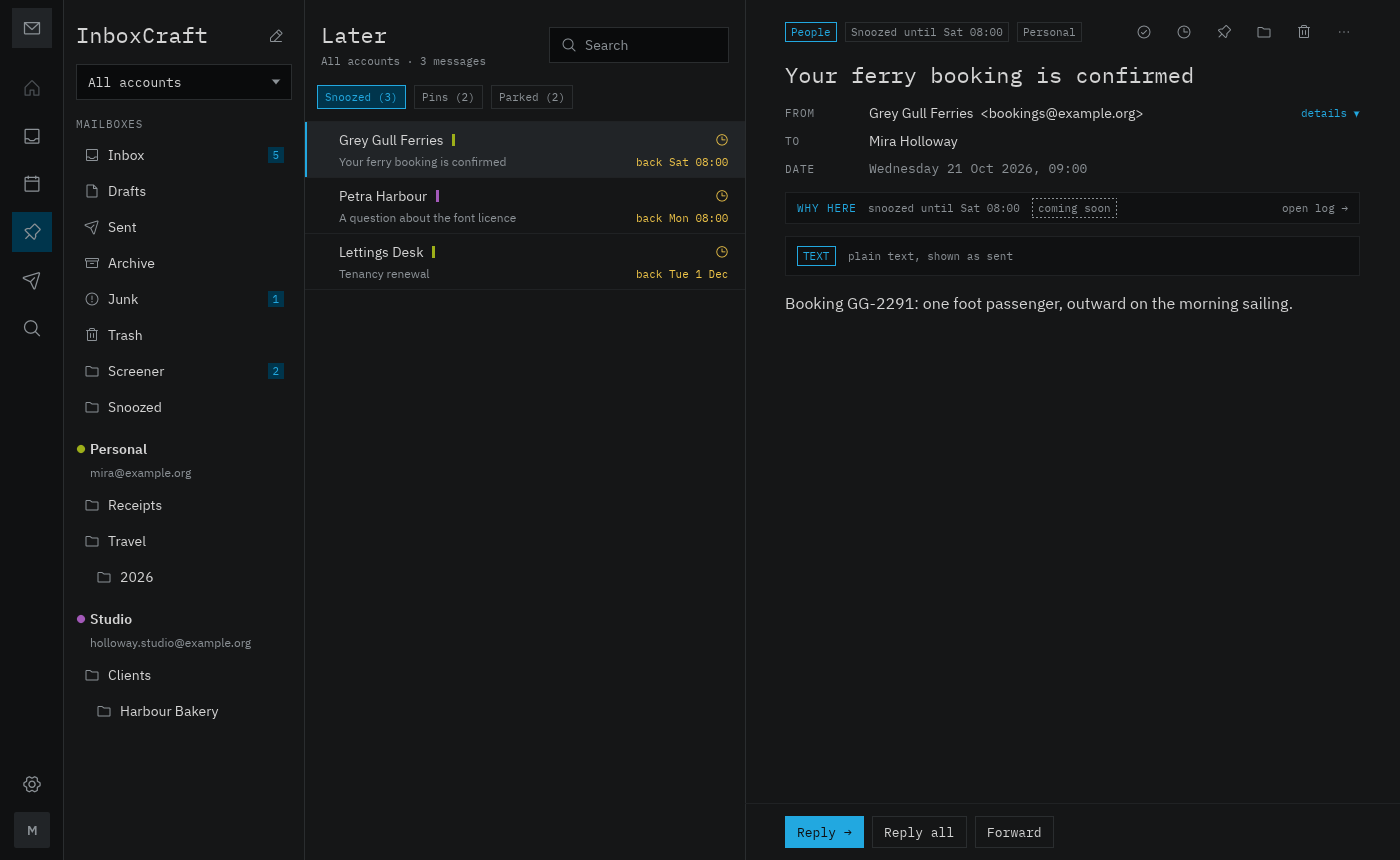 InboxCraft
All accounts
MAILBOXES
Inbox 5
Drafts
Sent
Archive
Junk 1
Trash
Screener 2
Snoozed
Personal
mira@example.org
Receipts
Travel
2026
Studio
holloway.studio@example.org
Clients
Harbour Bakery
M
Later
All accounts · 3 messages
Search
Snoozed (3) Pins (2) Parked (2)
Grey Gull Ferries
Your ferry booking is confirmed back Sat 08:00
Petra Harbour
A question about the font licence back Mon 08:00
Lettings Desk
Tenancy renewal back Tue 1 Dec
People Snoozed until Sat 08:00 Personal
Your ferry booking is confirmed
FROM Grey Gull Ferries <bookings@example.org> details ▾
TO Mira Holloway
DATE Wednesday 21 Oct 2026, 09:00
WHY HERE snoozed until Sat 08:00 coming soon open log →
TEXT plain text, shown as sent
Booking GG-2291: one foot passenger, outward on the morning sailing.
Reply → Reply all Forward